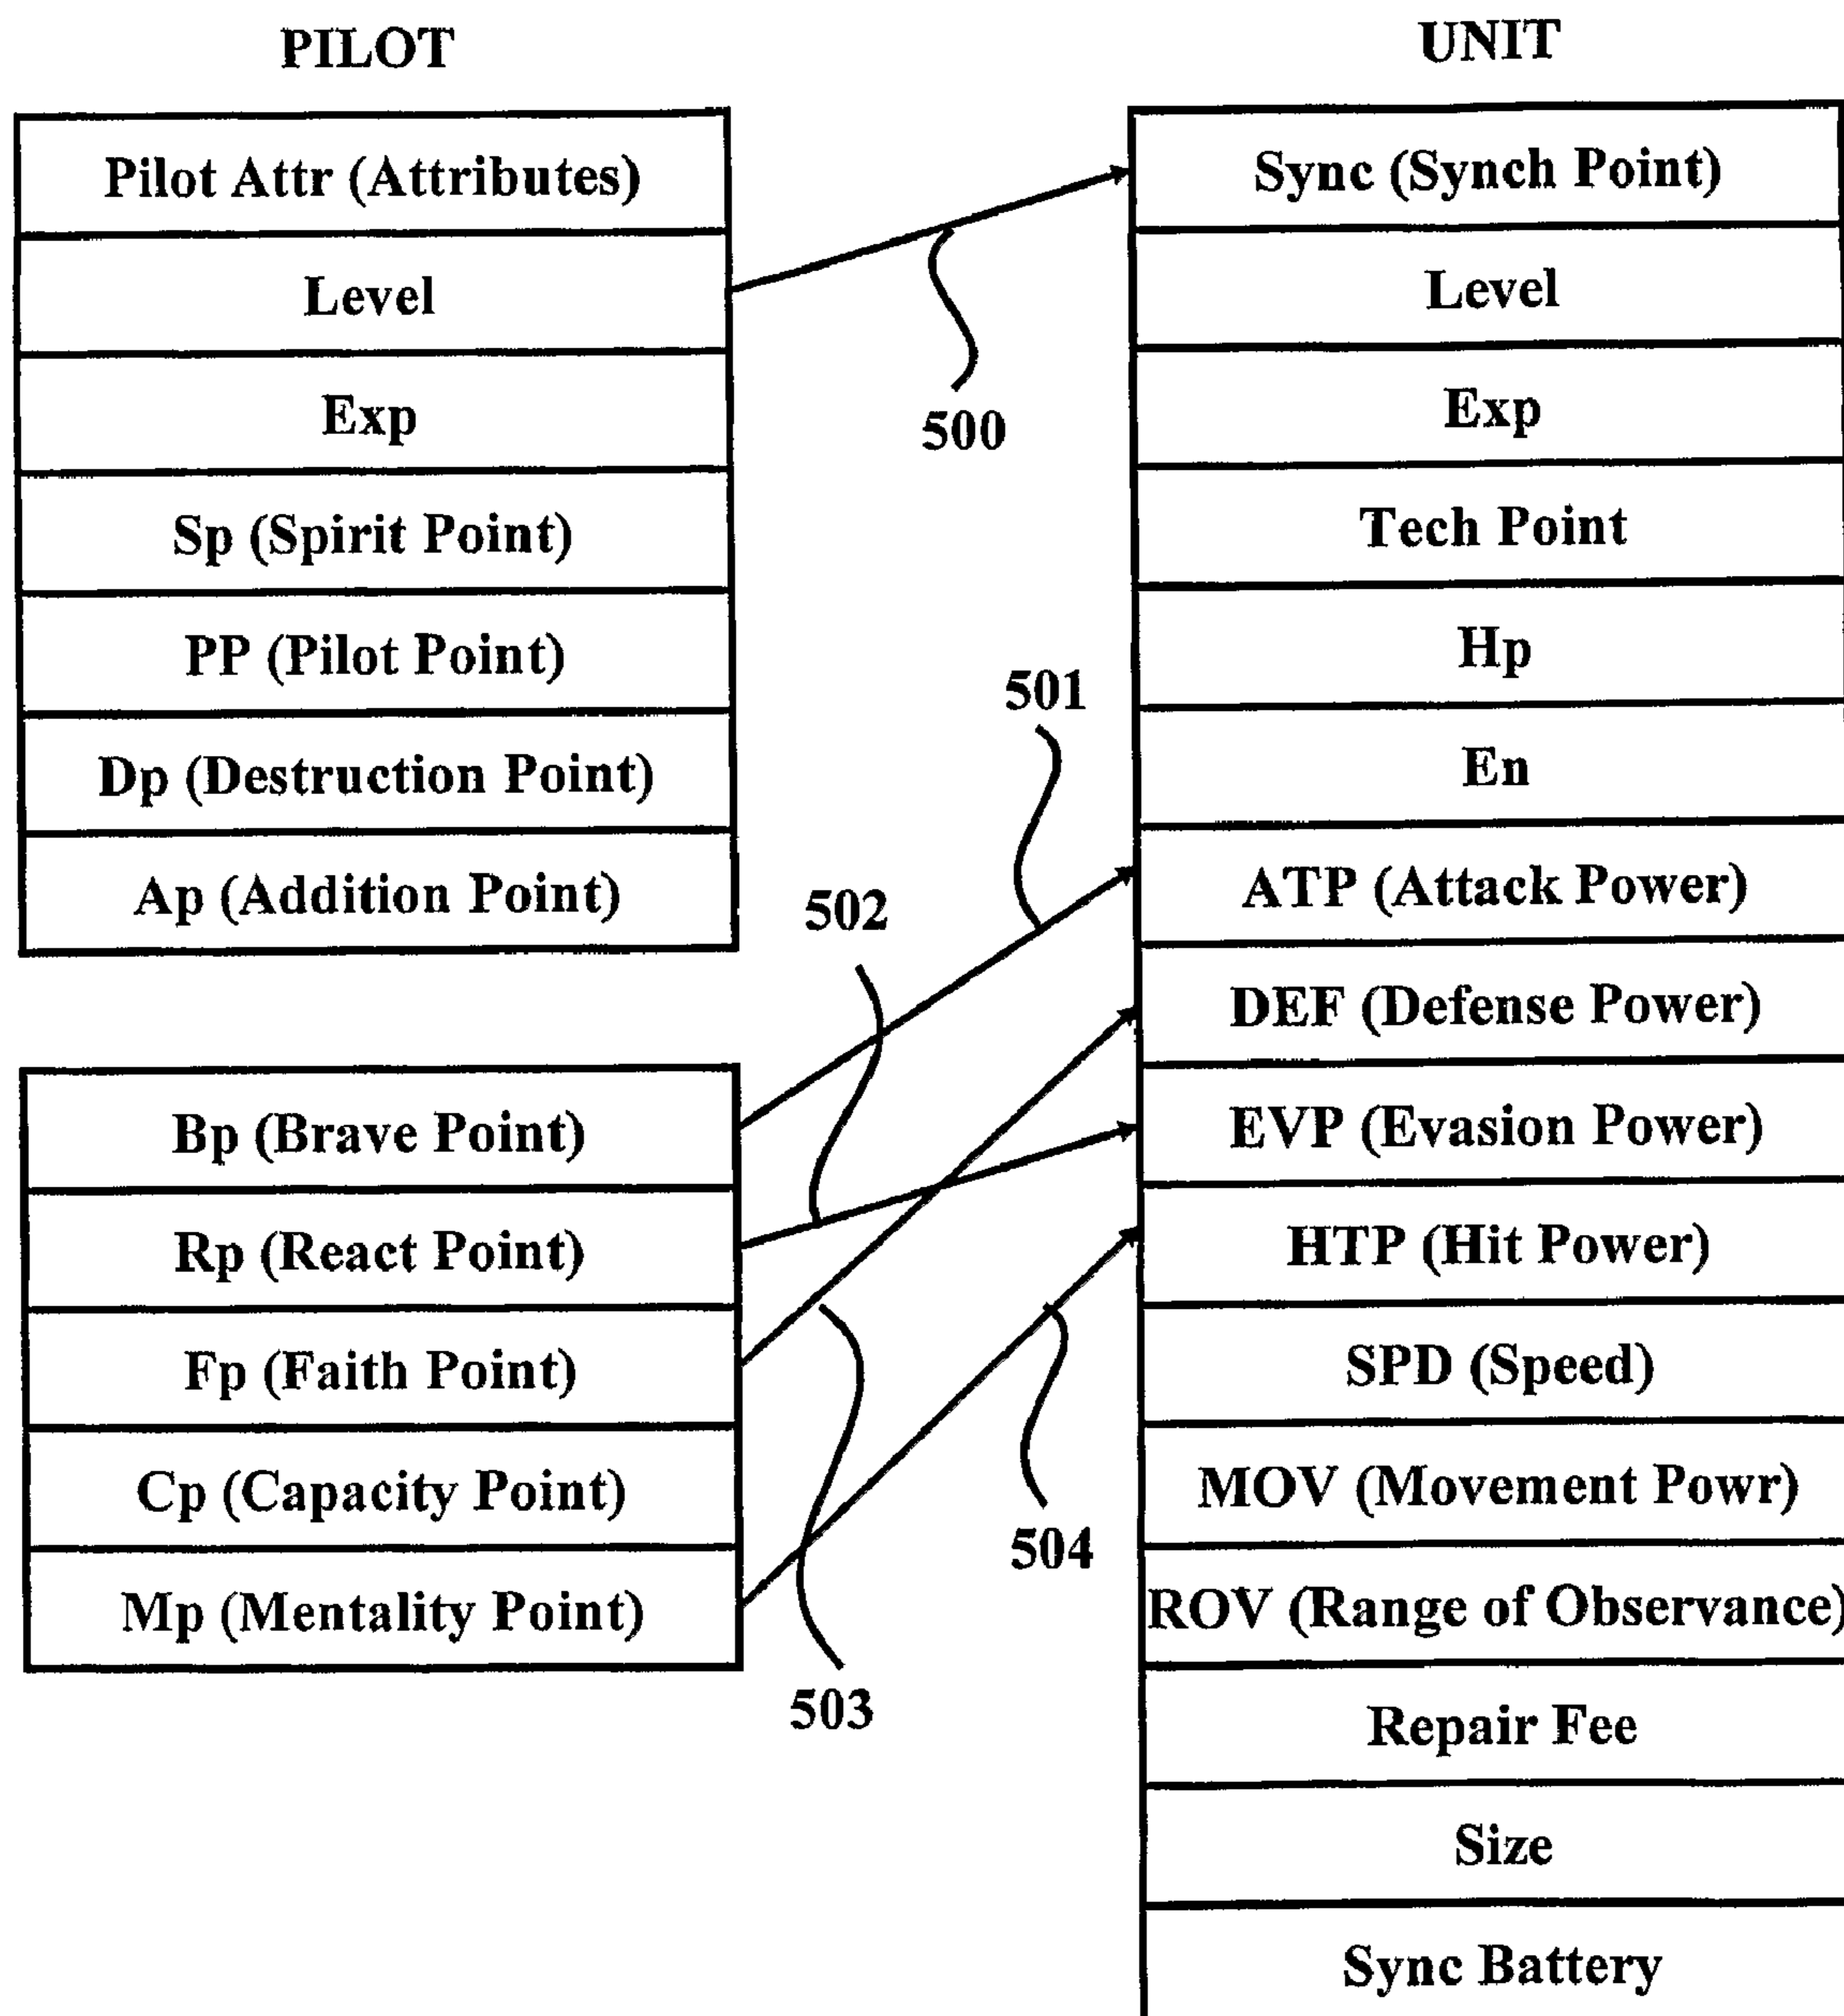 PILOT
Pilot Attr (Attributes)
Level
Exp
Sp (Spirit Point)
PP (Pilot Point)
Dp (Destruction Point)
Ap (Addition Point)
Bp (Brave Point)
Rp (React Point)
Fp (Faith Point)
Cp (Capacity Point)
Mp (Mentality Point)
500
501
502
503
504
UNIT
Sync (Synch Point)
Level
Exp
Tech Point
Hp
En
ATP (Attack Power)
DEF (Defense Power)
EVP (Evasion Power)
HTP (Hit Power)
SPD (Speed)
MOV (Movement Powr)
ROV (Range of Observance)
Repair Fee
Size
Sync Battery